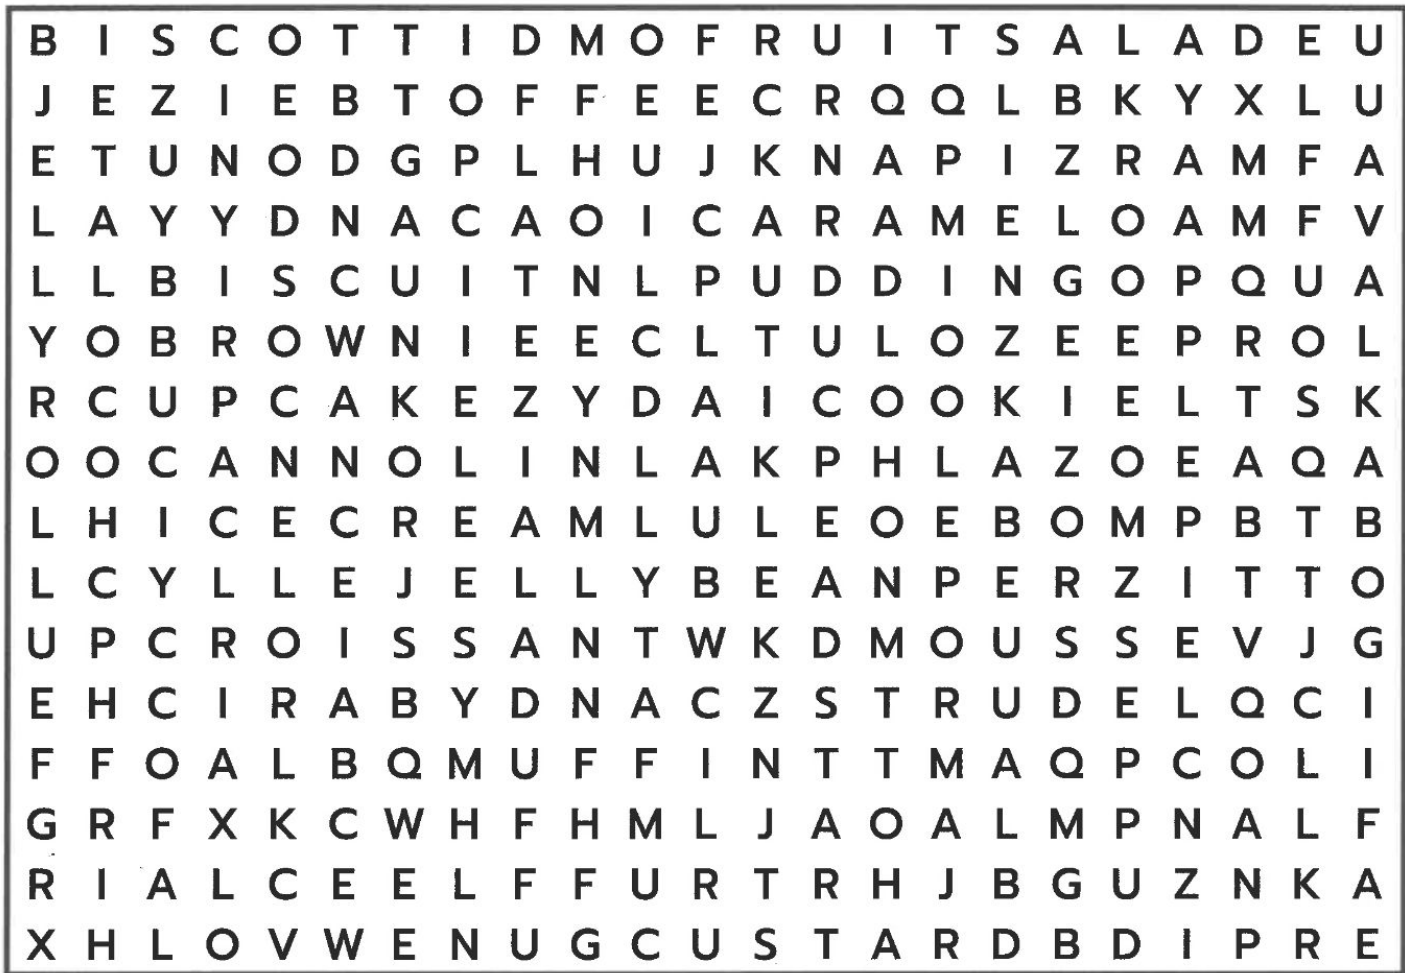 B I S C O T T I D M O F R U I T S A L A D E U
J E Z I E B T O F F E E C R Q Q L B K Y X L U
E T U N O D G P L H U J K N A P I Z R A M F A
L A Y Y D N A C A O I C A R A M E L O A M F V
L L B I S C U I T N L P U D D I N G O P Q U A
Y O B R O W N I E E C L T U L O Z E E P R O L
R C U P C A K E Z Y D A I C O O K I E L T S K
O O C A N N O L I N L A K P H L A Z O E A Q A
L H I C E C R E A M L U L E O E B O M P B T B
L C Y L L E J E L L Y B E A N P E R Z I T T O
U P C R O I S S A N T W K D M O U S S E V J G
E H C I R A B Y D N A C Z S T R U D E L Q C I
F F O A L B Q M U F F I N T T M A Q P C O L I
G R F X K C W H F H M L J A O A L M P N A L F
R I A L C E E L F F U R T R H J B G U Z N K A
X H L O V W E N U G C U S T A R D B D I P R E